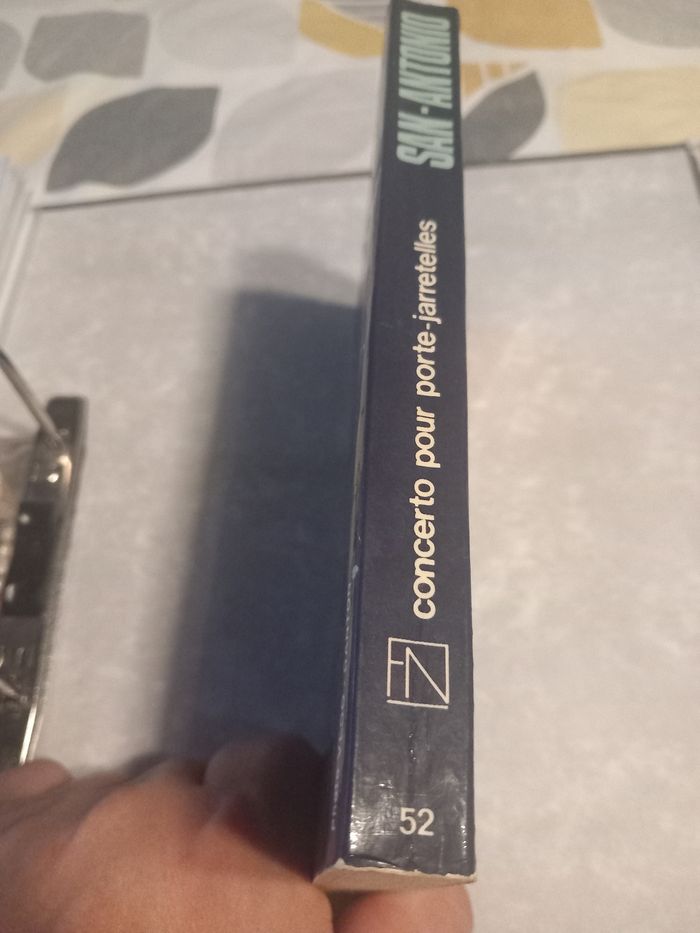 SAN-ANTONIO
concerto pour porte-jarretelles
FN
52